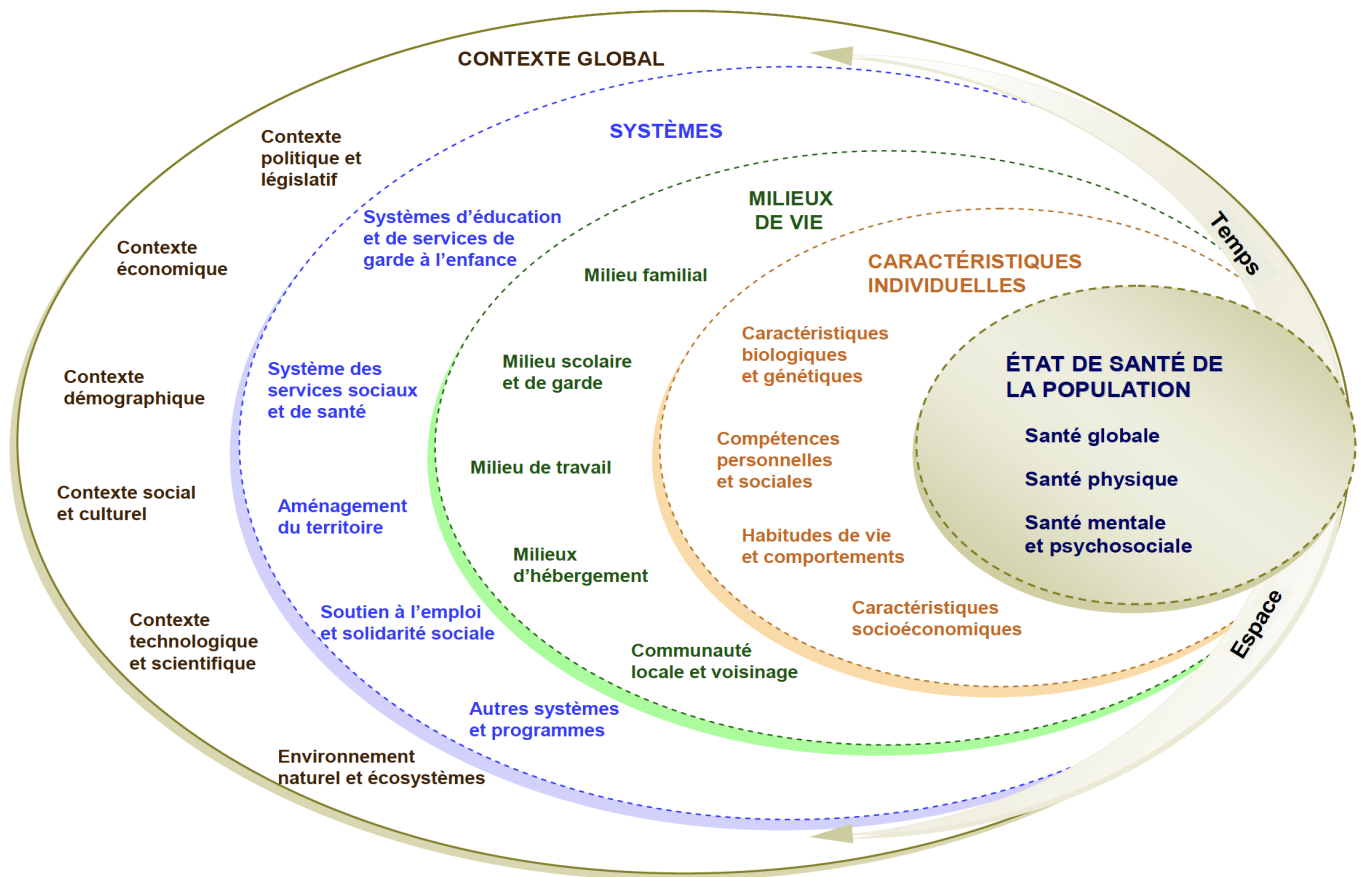 CONTEXTE GLOBAL
Contexte
politique et
législatif
Contexte
économique
Contexte
démographique
Contexte social
et culturel
Contexte
technologique
et scientifique
Environnement
naturel et écosystèmes
SYSTÈMES
Systèmes d’éducation
et de services de
garde à l’enfance
Système des
services sociaux
et de santé
Aménagement
du territoire
Soutien à l’emploi
et solidarité sociale
Autres systèmes
et programmes
MILIEUX
DE VIE
Milieu familial
Milieu scolaire
et de garde
Milieu de travail
Milieux
d’hébergement
Communauté
locale et voisinage
CARACTÉRISTIQUES
INDIVIDUELLES
Caractéristiques
biologiques
et génétiques
Compétences
personnelles
et sociales
Habitudes de vie
et comportements
Caractéristiques
socioéconomiques
ÉTAT DE SANTÉ DE
LA POPULATION
Santé globale
Santé physique
Santé mentale
et psychosociale
Temps
Espace